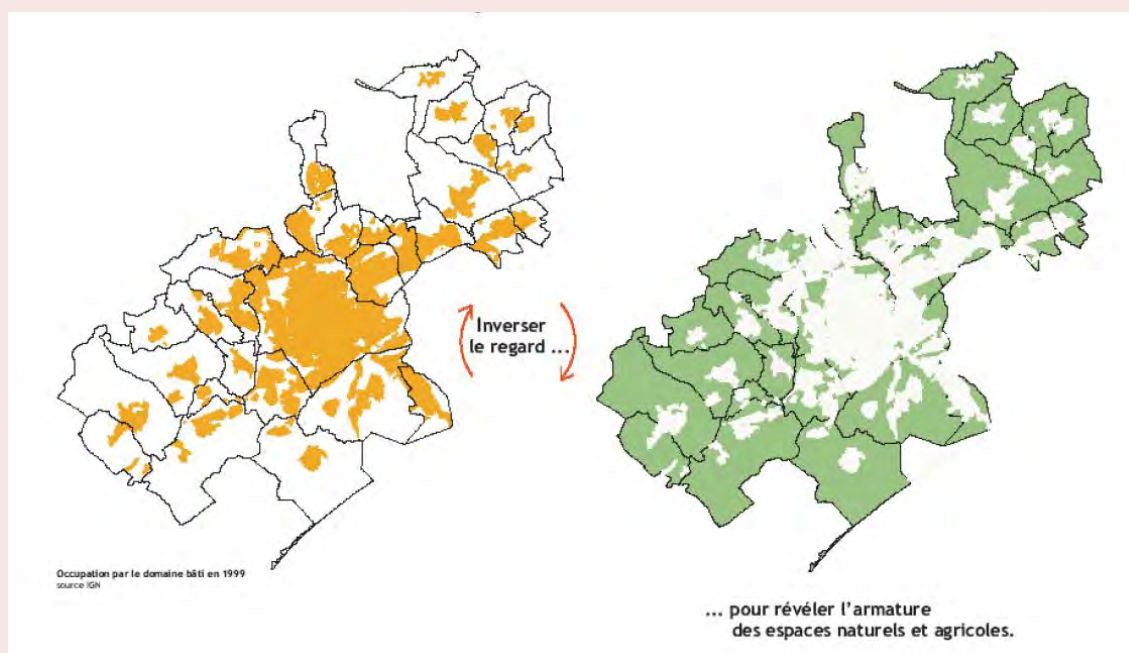 Inverser
le regard ...
Occupation par le domaine bâti en 1999
source IGN
... pour révéler l'armature
des espaces naturels et agricoles.